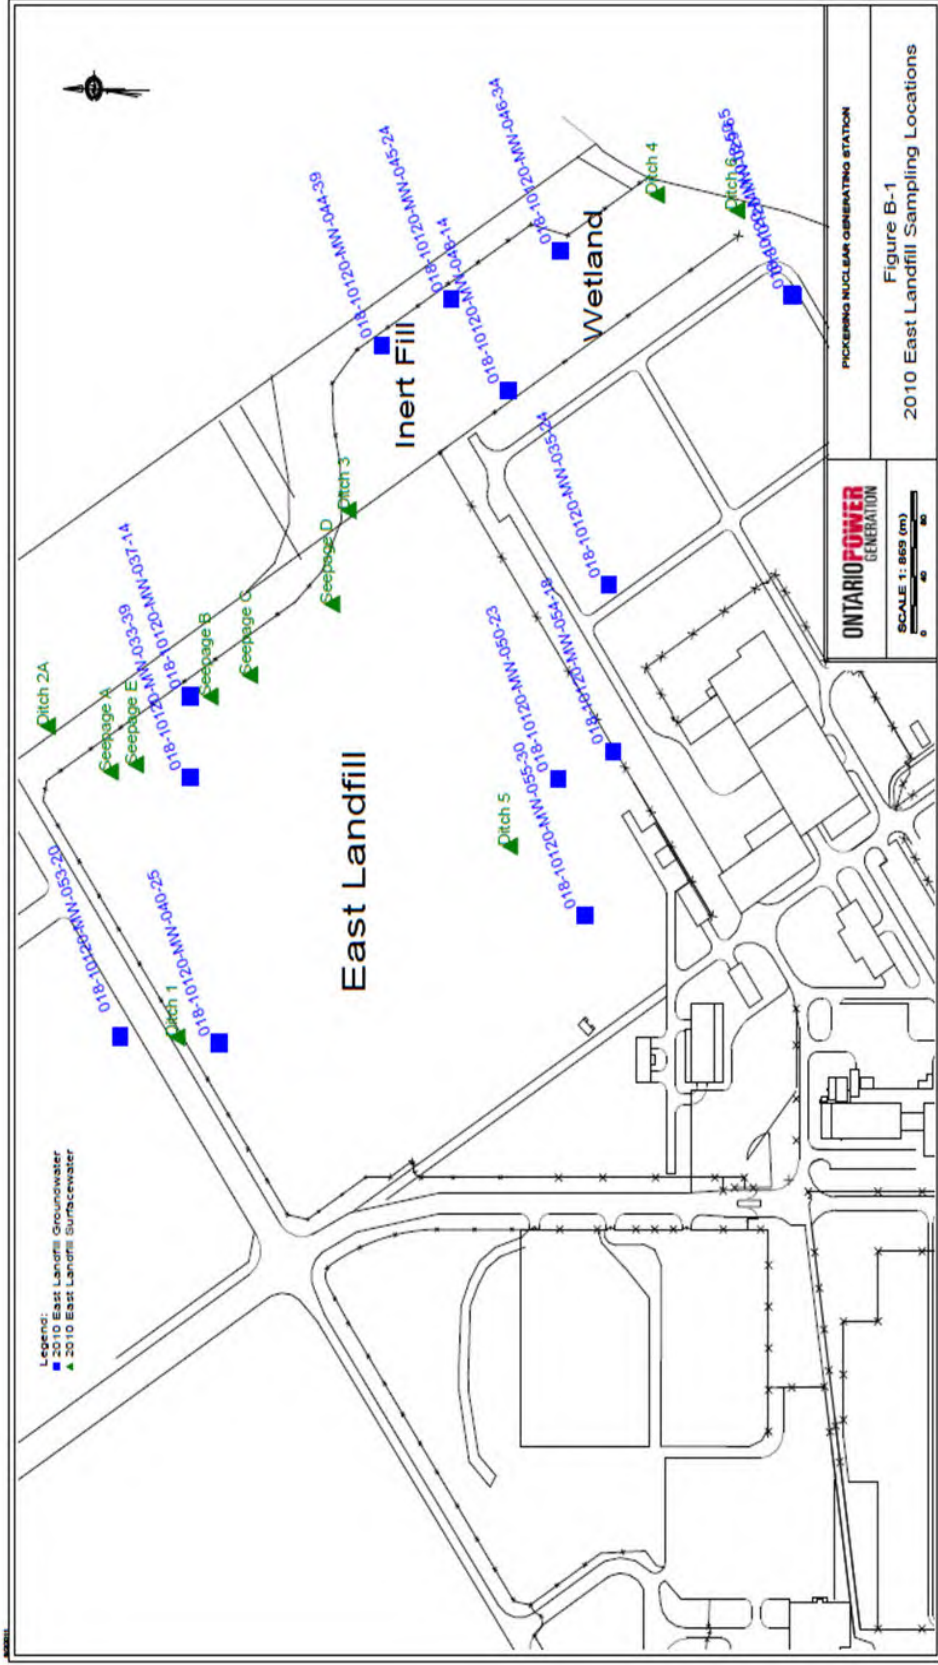 Legend:
2010 East Landfill Groundwater
2010 East Landfill Surfacewater
018-10120-MW-053-20
Ditch 1
018-10120-MW-040-25
Ditch 2A
Seepage A
Seepage E
018-10120-MW-033-39
018-10120-MW-037-14
Seepage B
Seepage C
Seepage D
Ditch 3
East Landfill
Ditch 5
018-10120-MW-055-30
018-10120-MW-050-23
018-10120-MW-054-18
018-10120-MW-035-24
Inert Fill
018-10120-MW-044-39
018-10120-MW-045-24
018-10120-MW-048-14
018-10120-MW-046-34
Wetland
Ditch 4
Ditch 6
ONTARIOPOWER
GENERATION
SCALE 1: 869 (m)
0 40 80
PICKERING NUCLEAR GENERATING STATION
Figure B-1
2010 East Landfill Sampling Locations